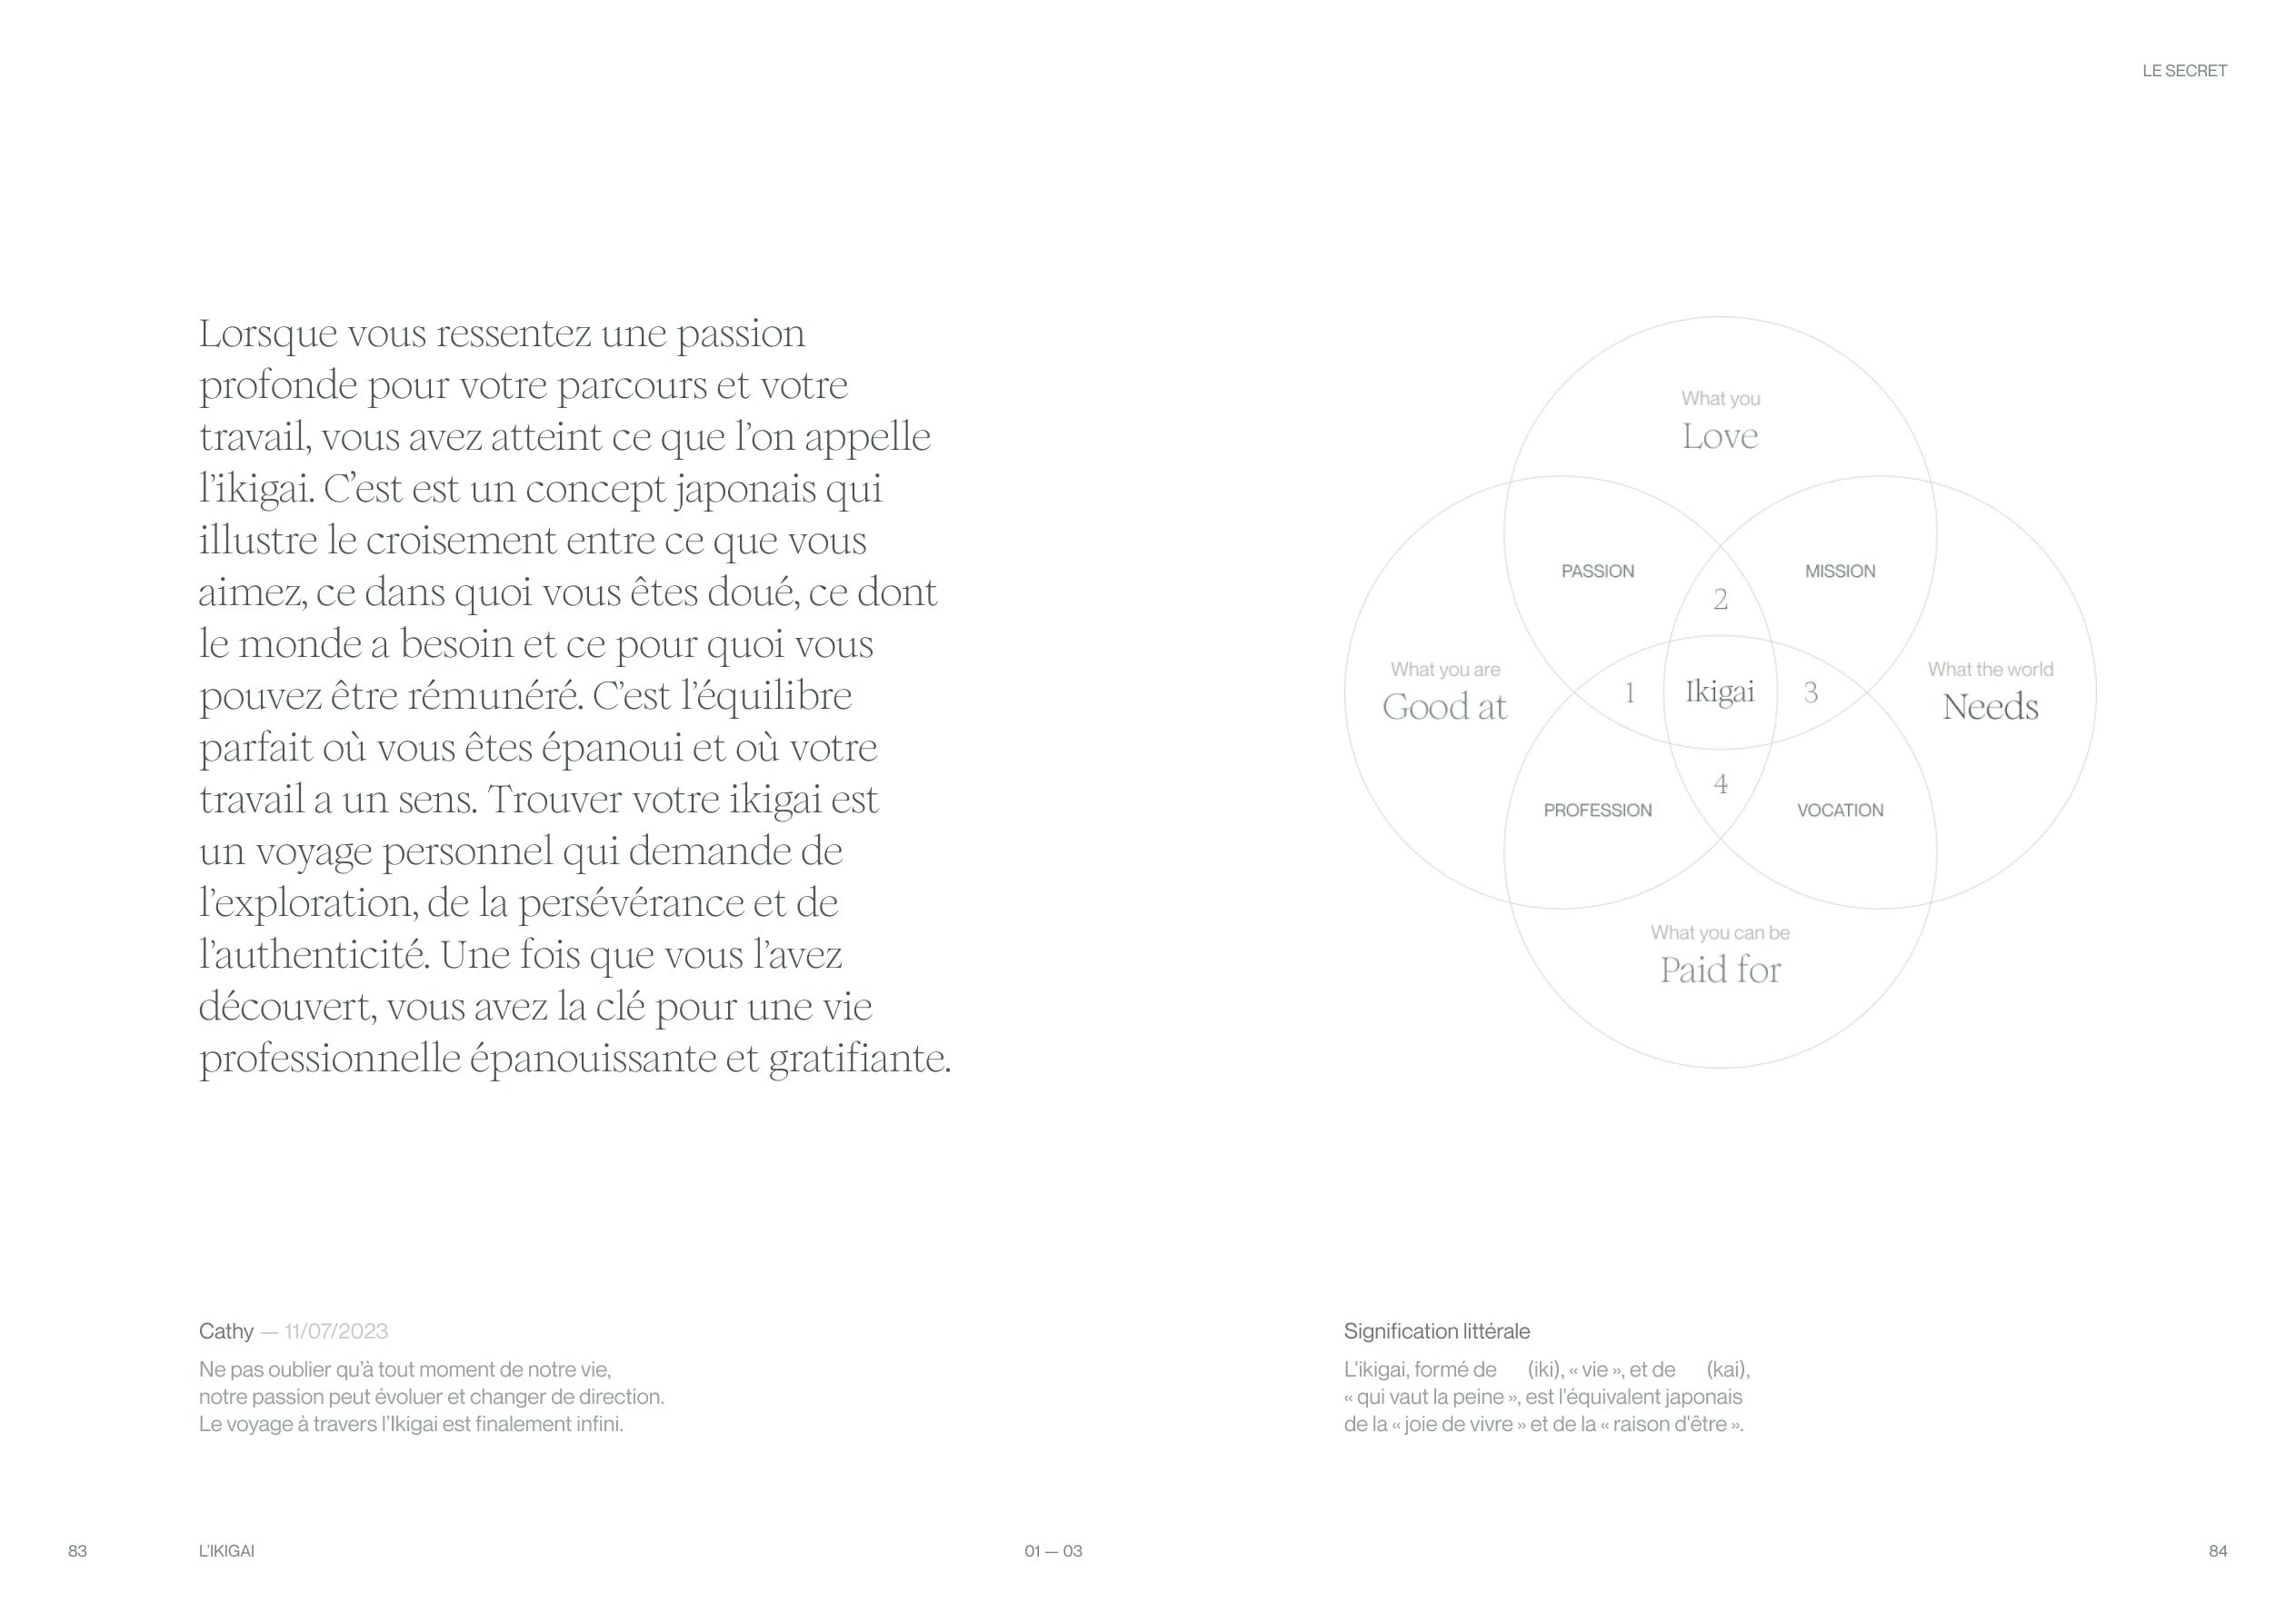 LE SECRET
Lorsque vous ressentez une passion
profonde pour votre parcours et votre
travail, vous avez atteint ce que l’on appelle
l’ikigai. C’est est un concept japonais qui
illustre le croisement entre ce que vous
aimez, ce dans quoi vous êtes doué, ce dont
le monde a besoin et ce pour quoi vous
pouvez être rémunéré. C’est l’équilibre
parfait où vous êtes épanoui et où votre
travail a un sens. Trouver votre ikigai est
un voyage personnel qui demande de
l’exploration, de la persévérance et de
l’authenticité. Une fois que vous l’avez
découvert, vous avez la clé pour une vie
professionnelle épanouissante et gratifiante.
What you
Love
PASSION
MISSION
2
What you are
Good at
1
Ikigai
3
What the world
Needs
4
PROFESSION
VOCATION
What you can be
Paid for
Cathy — 11/07/2023
Ne pas oublier qu’à tout moment de notre vie,
notre passion peut évoluer et changer de direction.
Le voyage à travers l’Ikigai est finalement infini.
Signification littérale
L'ikigai, formé de (iki), « vie », et de (kai),
« qui vaut la peine », est l'équivalent japonais
de la « joie de vivre » et de la « raison d'être ».
83
L’IKIGAI
01 — 03
84